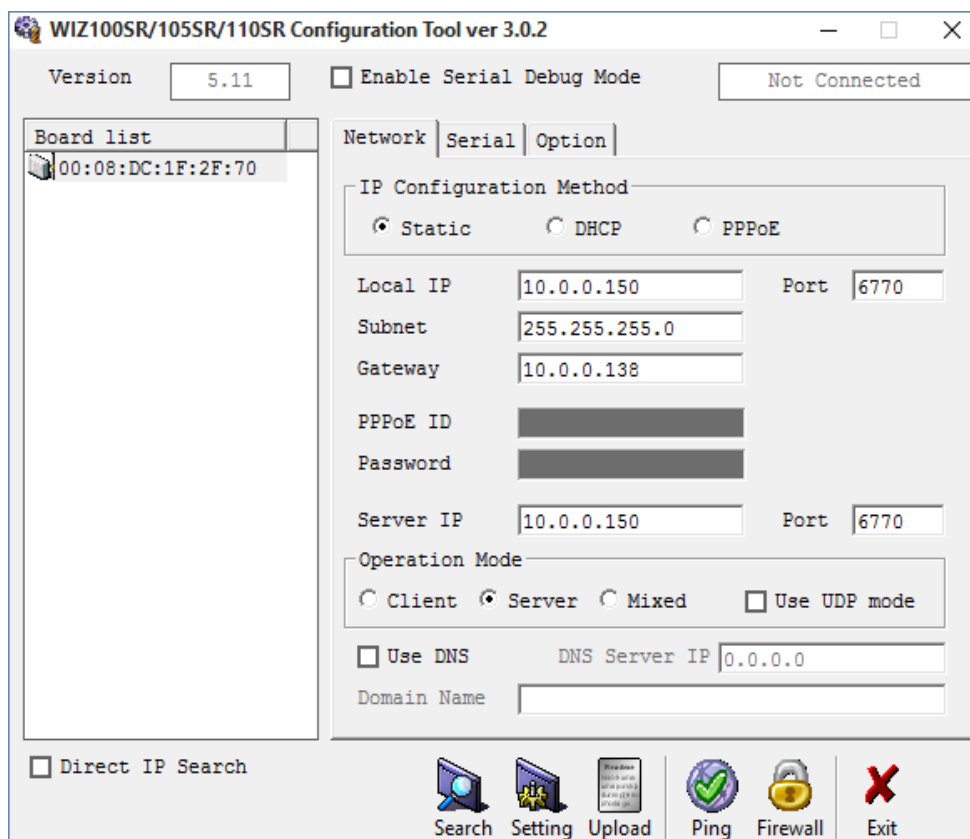 WIZ100SR/105SR/110SR Configuration Tool ver 3.0.2
Version 5.11 Enable Serial Debug Mode Not Connected
Board list
00:08:DC:1F:2F:70
Network Serial Option
IP Configuration Method
Static DHCP PPPoE
Local IP 10.0.0.150 Port 6770
Subnet 255.255.255.0
Gateway 10.0.0.138
PPPoE ID
Password
Server IP 10.0.0.150 Port 6770
Operation Mode
Client Server Mixed Use UDP mode
Use DNS DNS Server IP 0.0.0.0
Domain Name
Direct IP Search
Readme
Search Setting Upload Ping Firewall Exit